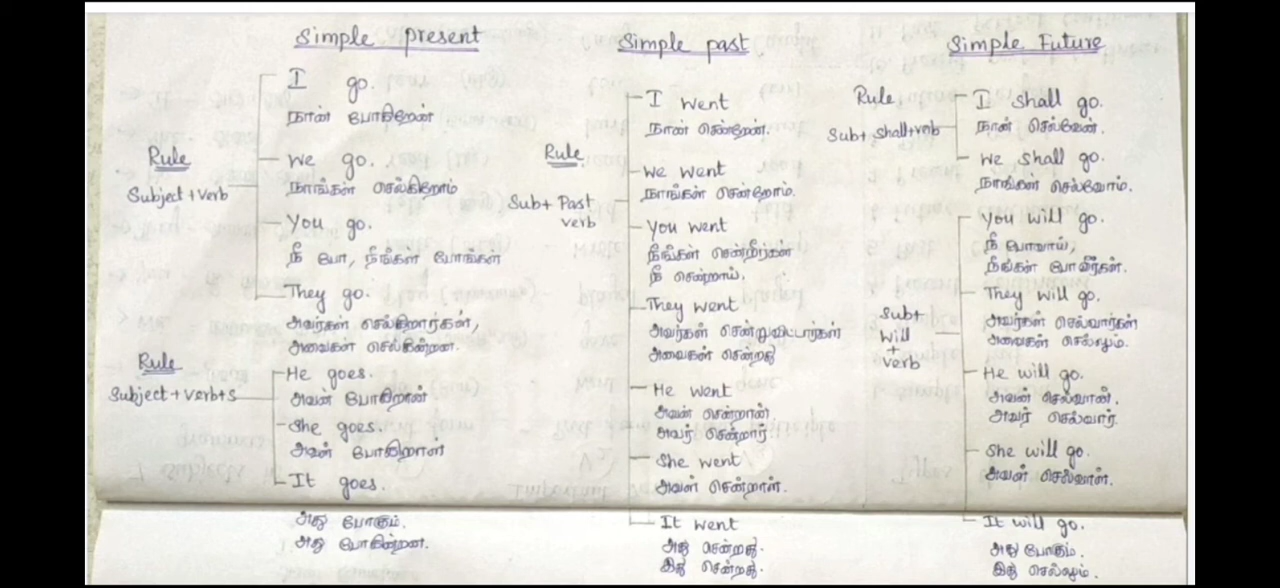 Simple present
I go.
நான் போகிறேன்
We go.
நாங்கள் செல்கிறோம்
Rule
Subject + verb
You go.
நீ போ, நீங்கள் போங்கள்
They go.
அவர்கள் செல்கிறார்கள்,
அவைகள் செல்கின்றன.
Rule
Subject + verb + s
He goes.
அவன் போகிறான்
She goes.
அவள் போகிறாள்
It goes.
அது போகும்.
அது போகின்றன.
Simple past
I went
நான் சென்றேன்.
Rule
Sub + Past
verb
We went
நாங்கள் சென்றோம்.
You went
நீங்கள் சென்றீர்கள்
நீ சென்றாய்.
They went
அவர்கள் சென்றுவிட்டார்கள்
அவைகள் சென்றது
He went
அவன் சென்றான்.
அவர் சென்றார்
She went
அவள் சென்றாள்.
It went
அது சென்றது.
இது சென்றது.
Simple Future
Rule
Sub + shall + verb
I shall go.
நான் செல்வேன்.
We shall go.
நாங்கள் செல்வோம்.
You will go.
நீ போவாய்,
நீங்கள் போவீர்கள்.
They will go.
அவர்கள் செல்வார்கள்
அவைகள் செல்லும்.
Sub +
will
+
verb
He will go.
அவன் செல்வான்.
அவர் செல்வார்.
She will go.
அவள் செல்வாள்.
It will go.
அது போகும்.
இது செல்லும்.